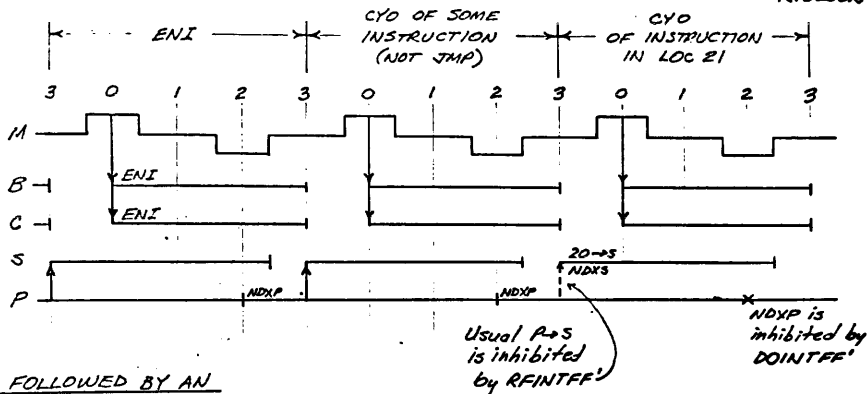 ENI
CYO OF SOME
INSTRUCTION
(NOT JMP)
CYO
OF INSTRUCTION
IN LOC 21
3 0 1 2 3 0 1 2 3 0 1 2 3
M
B ENI
C ENI
S 20→S
NDXS
P NDXP NDXP
Usual P→S
is inhibited
by RFINTFF'
NDXP is
inhibited by
DOINTFF'
FOLLOWED BY AN